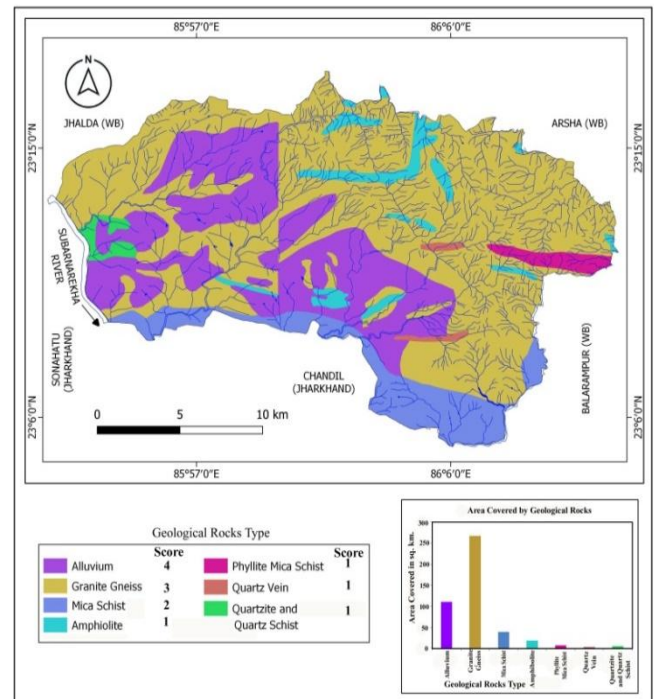 85°57'0"E 86°6'0"E
N
JHALDA (WB)
ARSHA (WB)
23°15'0"N 23°15'0"N
SUBARNAREKHA
RIVER
SONAHATU
(JHARKHAND)
CHANDIL
(JHARKHAND)
BALARAMPUR (WB)
23°6'0"N 23°6'0"N
0 5 10 km
85°57'0"E 86°6'0"E
Geological Rocks Type
Score Score
Alluvium 4
Granite Gneiss 3
Mica Schist 2
Amphiolite 1
Phyllite Mica Schist 1
Quartz Vein 1
Quartzite and 1
Quartz Schist
Area Covered by Geological Rocks
Area Covered in sq. km.
300
250
200
150
100
50
0
Alluvium
Granite
Gneiss
Mica Schist
Amphibolite
Phyllite
Mica Schist
Quartz
Vein
Quartzite
and Quartz
Schist
Geological Rocks Type